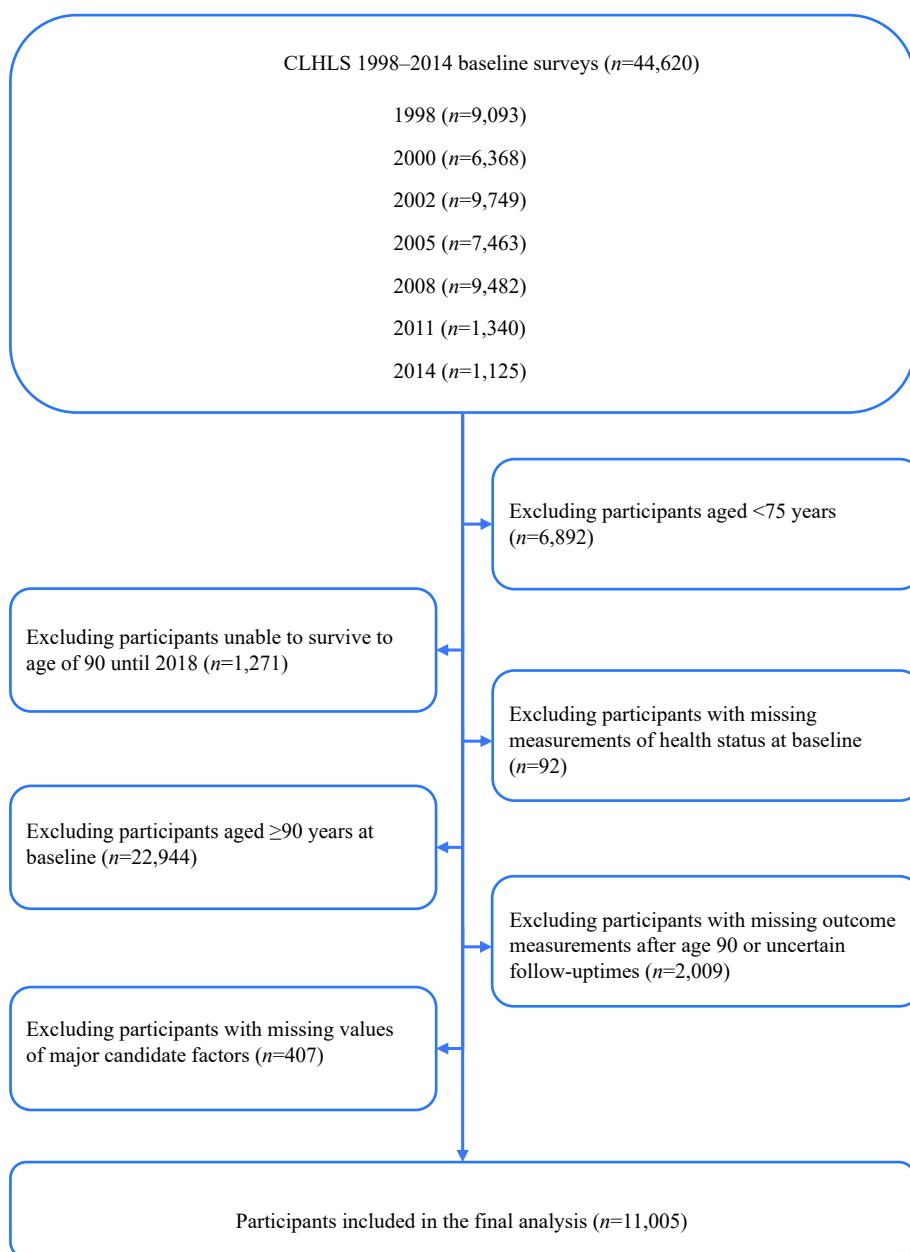 CLHLS 1998–2014 baseline surveys (n=44,620)
1998 (n=9,093)
2000 (n=6,368)
2002 (n=9,749)
2005 (n=7,463)
2008 (n=9,482)
2011 (n=1,340)
2014 (n=1,125)
Excluding participants aged <75 years
(n=6,892)
Excluding participants unable to survive to
age of 90 until 2018 (n=1,271)
Excluding participants with missing
measurements of health status at baseline
(n=92)
Excluding participants aged ≥90 years at
baseline (n=22,944)
Excluding participants with missing outcome
measurements after age 90 or uncertain
follow-uptimes (n=2,009)
Excluding participants with missing values
of major candidate factors (n=407)
Participants included in the final analysis (n=11,005)